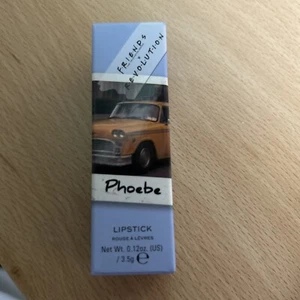 FRIENDS
X
REVOLUTION
Phoebe
LIPSTICK
ROUGE À LÈVRES
Net Wt. 0.12oz. (US)
/ 3.5g ℮